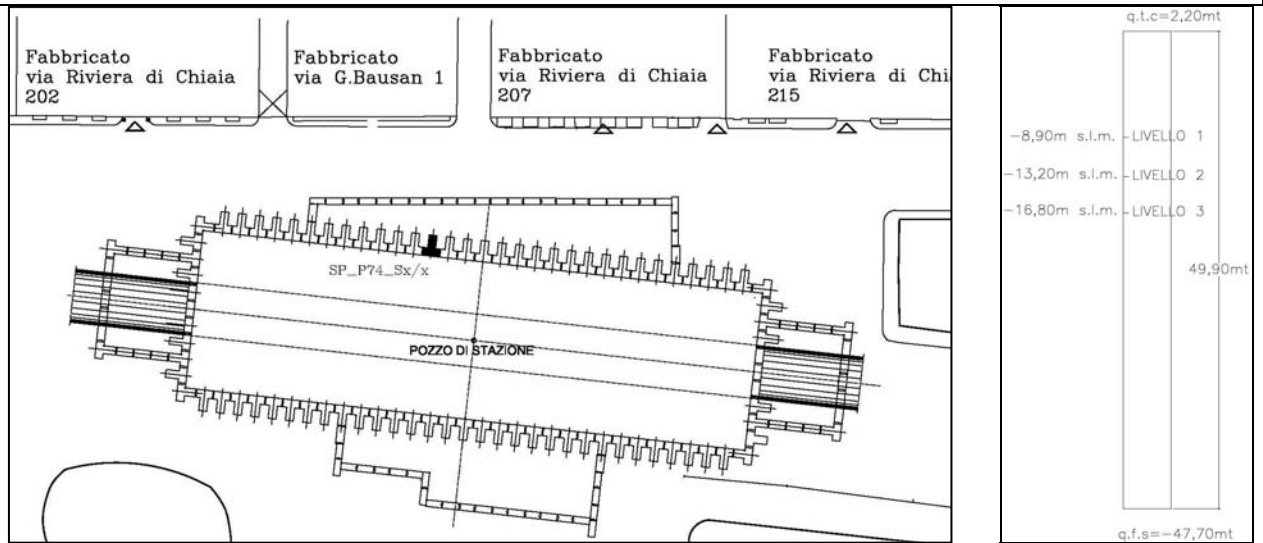 Fabbricato
via Riviera di Chiaia
202
Fabbricato
via G.Bausan 1
Fabbricato
via Riviera di Chiaia
207
Fabbricato
via Riviera di Chi
215
SP_P74_Sx/x
POZZO DI STAZIONE
q.t.c=2,20mt
-8,90m s.l.m. LIVELLO 1
-13,20m s.l.m. LIVELLO 2
-16,80m s.l.m. LIVELLO 3
49,90mt
q.f.s=-47,70mt